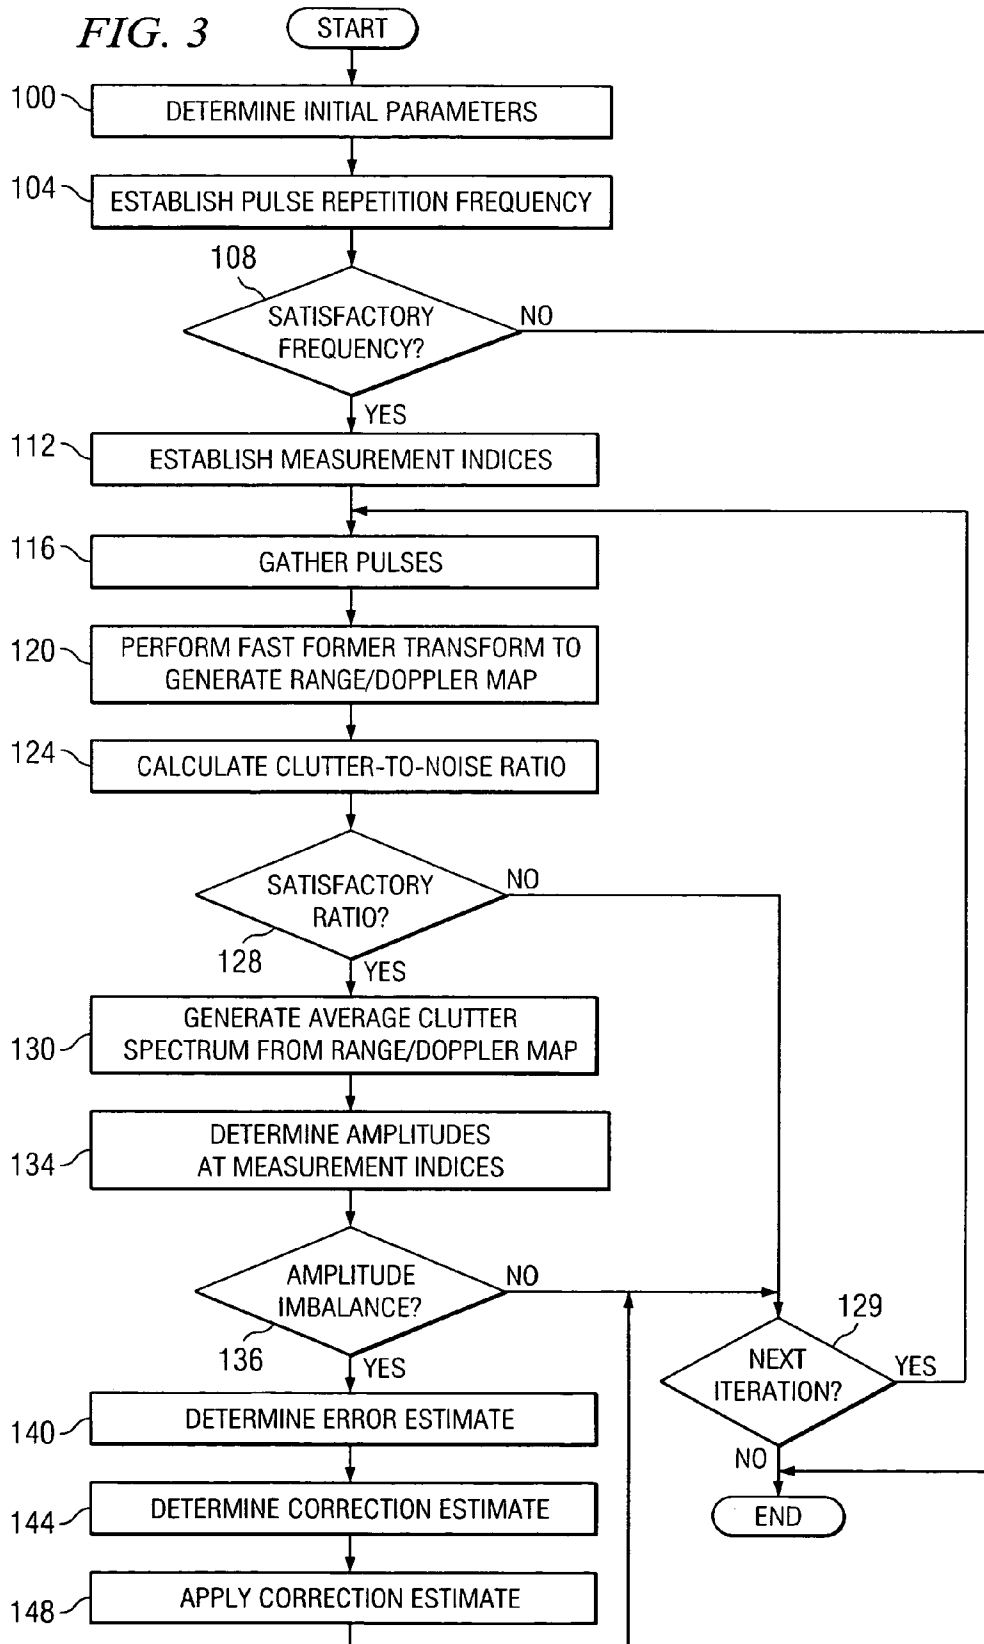 FIG. 3
START
100
DETERMINE INITIAL PARAMETERS
104
ESTABLISH PULSE REPETITION FREQUENCY
108
SATISFACTORY
FREQUENCY?
NO
YES
112
ESTABLISH MEASUREMENT INDICES
116
GATHER PULSES
120
PERFORM FAST FORMER TRANSFORM TO
GENERATE RANGE/DOPPLER MAP
124
CALCULATE CLUTTER-TO-NOISE RATIO
SATISFACTORY
RATIO?
NO
128
YES
130
GENERATE AVERAGE CLUTTER
SPECTRUM FROM RANGE/DOPPLER MAP
134
DETERMINE AMPLITUDES
AT MEASUREMENT INDICES
AMPLITUDE
IMBALANCE?
NO
136
YES
129
NEXT
ITERATION?
YES
NO
140
DETERMINE ERROR ESTIMATE
144
DETERMINE CORRECTION ESTIMATE
END
148
APPLY CORRECTION ESTIMATE